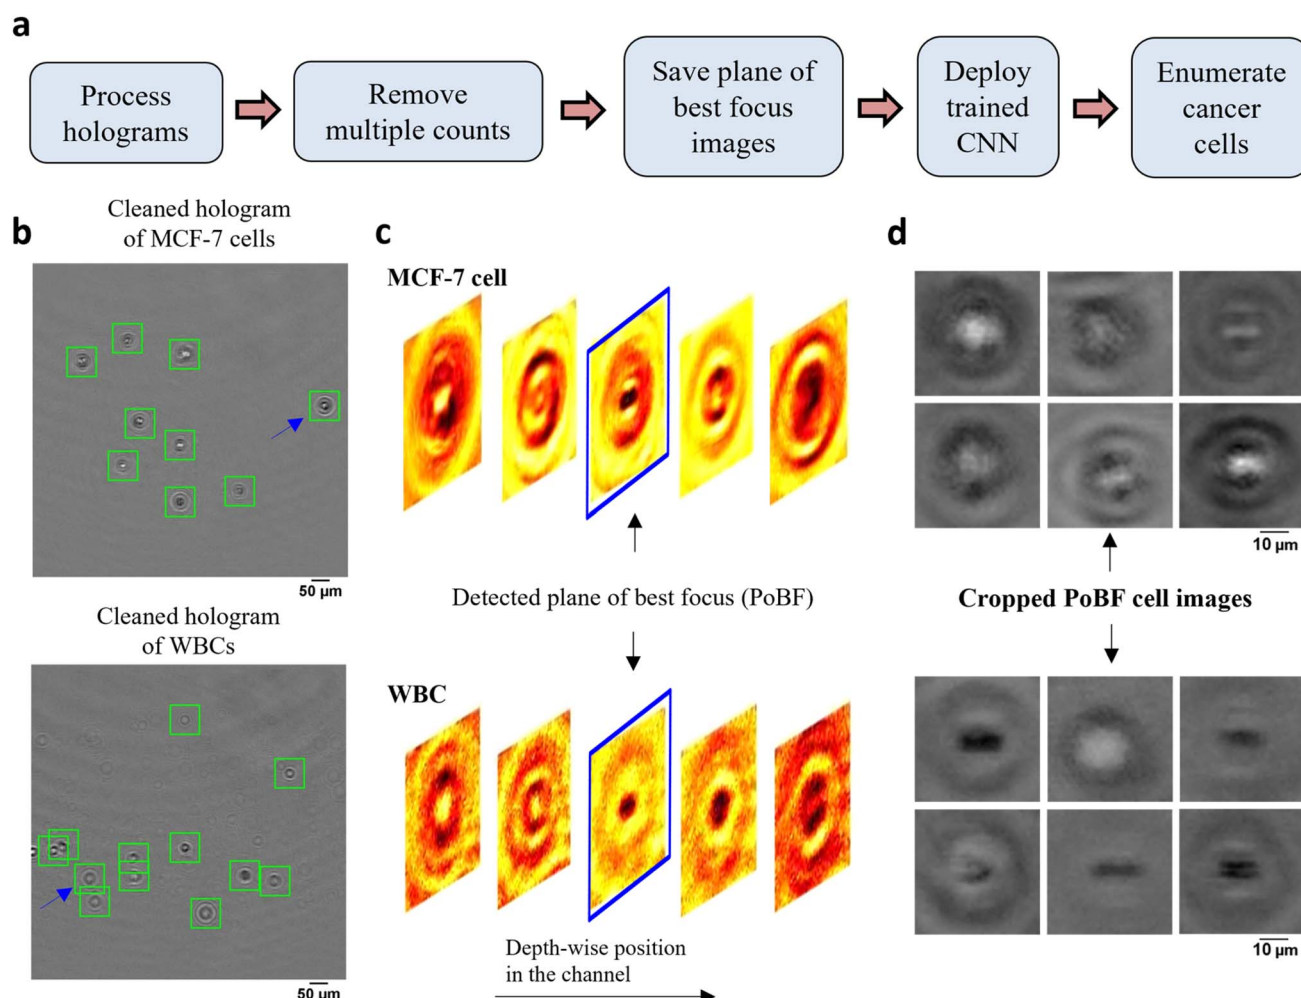 a
Process
holograms
Remove
multiple counts
Save plane of
best focus
images
Deploy
trained
CNN
Enumerate
cancer
cells
b
Cleaned hologram
of MCF-7 cells
50 µm
Cleaned hologram
of WBCs
50 µm
c
MCF-7 cell
Detected plane of best focus (PoBF)
WBC
Depth-wise position
in the channel
d
10 µm
Cropped PoBF cell images
10 µm